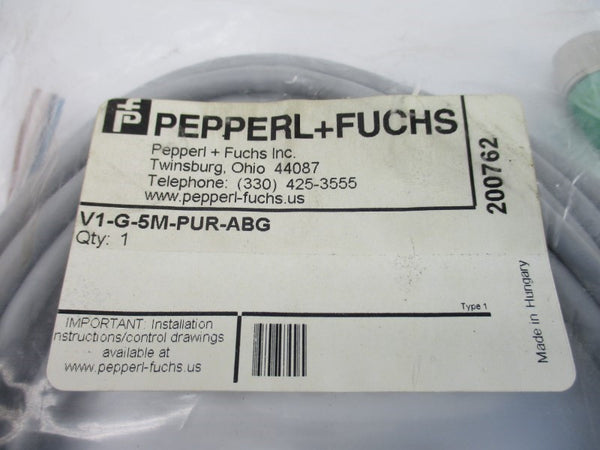 PEPPERL+FUCHS
Pepperl + Fuchs Inc.
Twinsburg, Ohio 44087
Telephone: (330) 425-3555
www.pepperl-fuchs.us
V1-G-5M-PUR-ABG
Qty: 1
Type 1
IMPORTANT: Installation
nstructions/control drawings
available at
www.pepperl-fuchs.us
200762
Made in Hungary